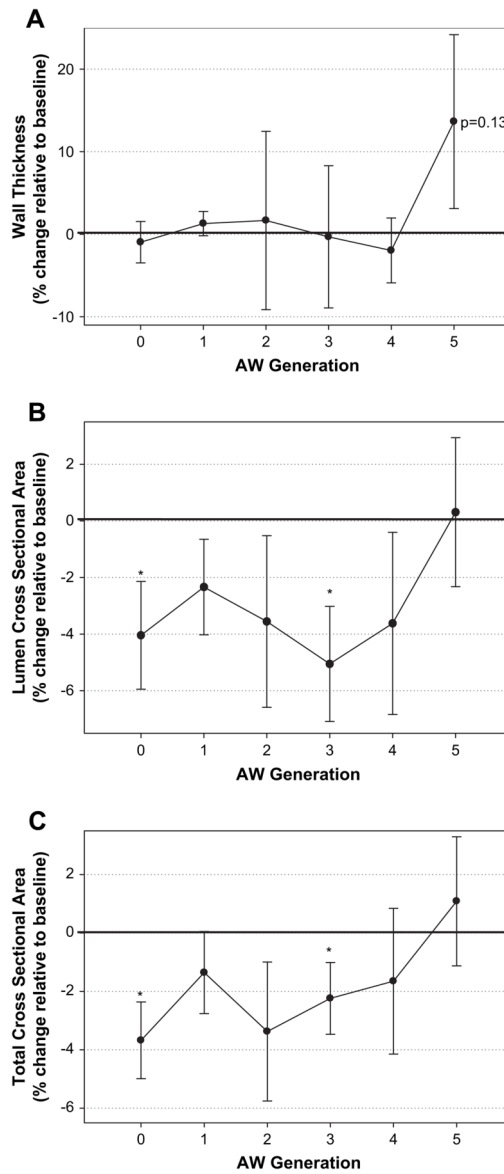 A
Wall Thickness
(% change relative to baseline)
20
10
0
-10
p=0.13
0 1 2 3 4 5
AW Generation
B
Lumen Cross Sectional Area
(% change relative to baseline)
2
0
-2
-4
-6
*
*
0 1 2 3 4 5
AW Generation
C
Total Cross Sectional Area
(% change relative to baseline)
2
0
-2
-4
-6
*
*
0 1 2 3 4 5
AW Generation